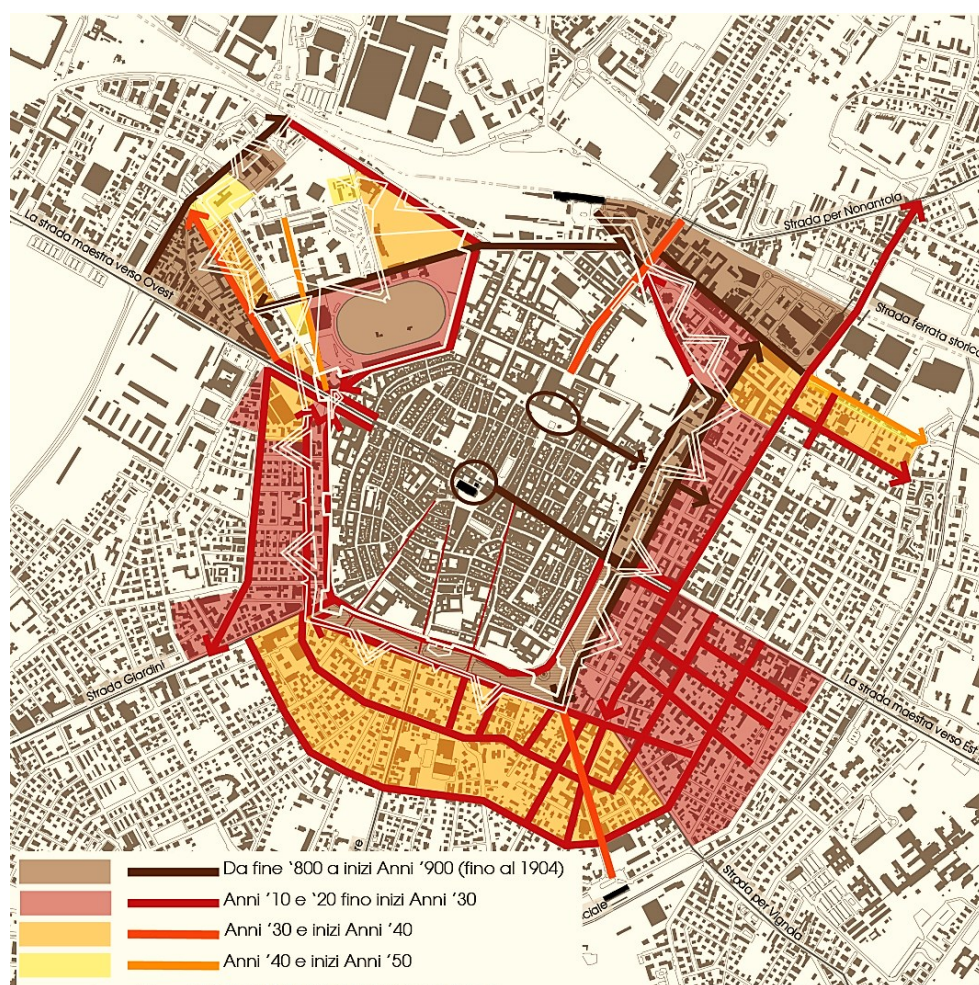 Strada per Nonantola
La strada maestra verso Ovest
Strada ferrata storica
Strada Giardini
La strada maestra verso Est
Strada per Vignola
Da fine ‘800 a inizi Anni ‘900 (fino al 1904)
Anni ‘10 e ‘20 fino inizi Anni ‘30
Anni ‘30 e inizi Anni ‘40
Anni ‘40 e inizi Anni ‘50